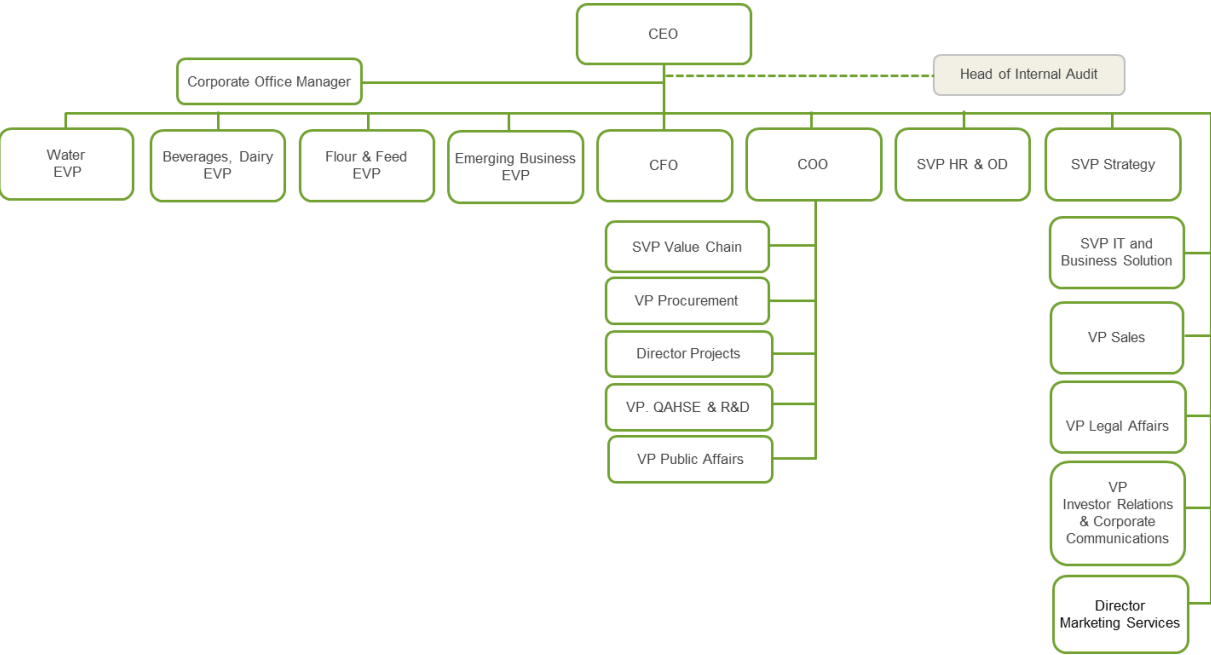 CEO
Corporate Office Manager
Head of Internal Audit
Water
EVP
Beverages, Dairy
EVP
Flour & Feed
EVP
Emerging Business
EVP
CFO
COO
SVP HR & OD
SVP Strategy
SVP Value Chain
VP Procurement
Director Projects
VP. QAHSE & R&D
VP Public Affairs
SVP IT and
Business Solution
VP Sales
VP Legal Affairs
VP
Investor Relations
& Corporate
Communications
Director
Marketing Services